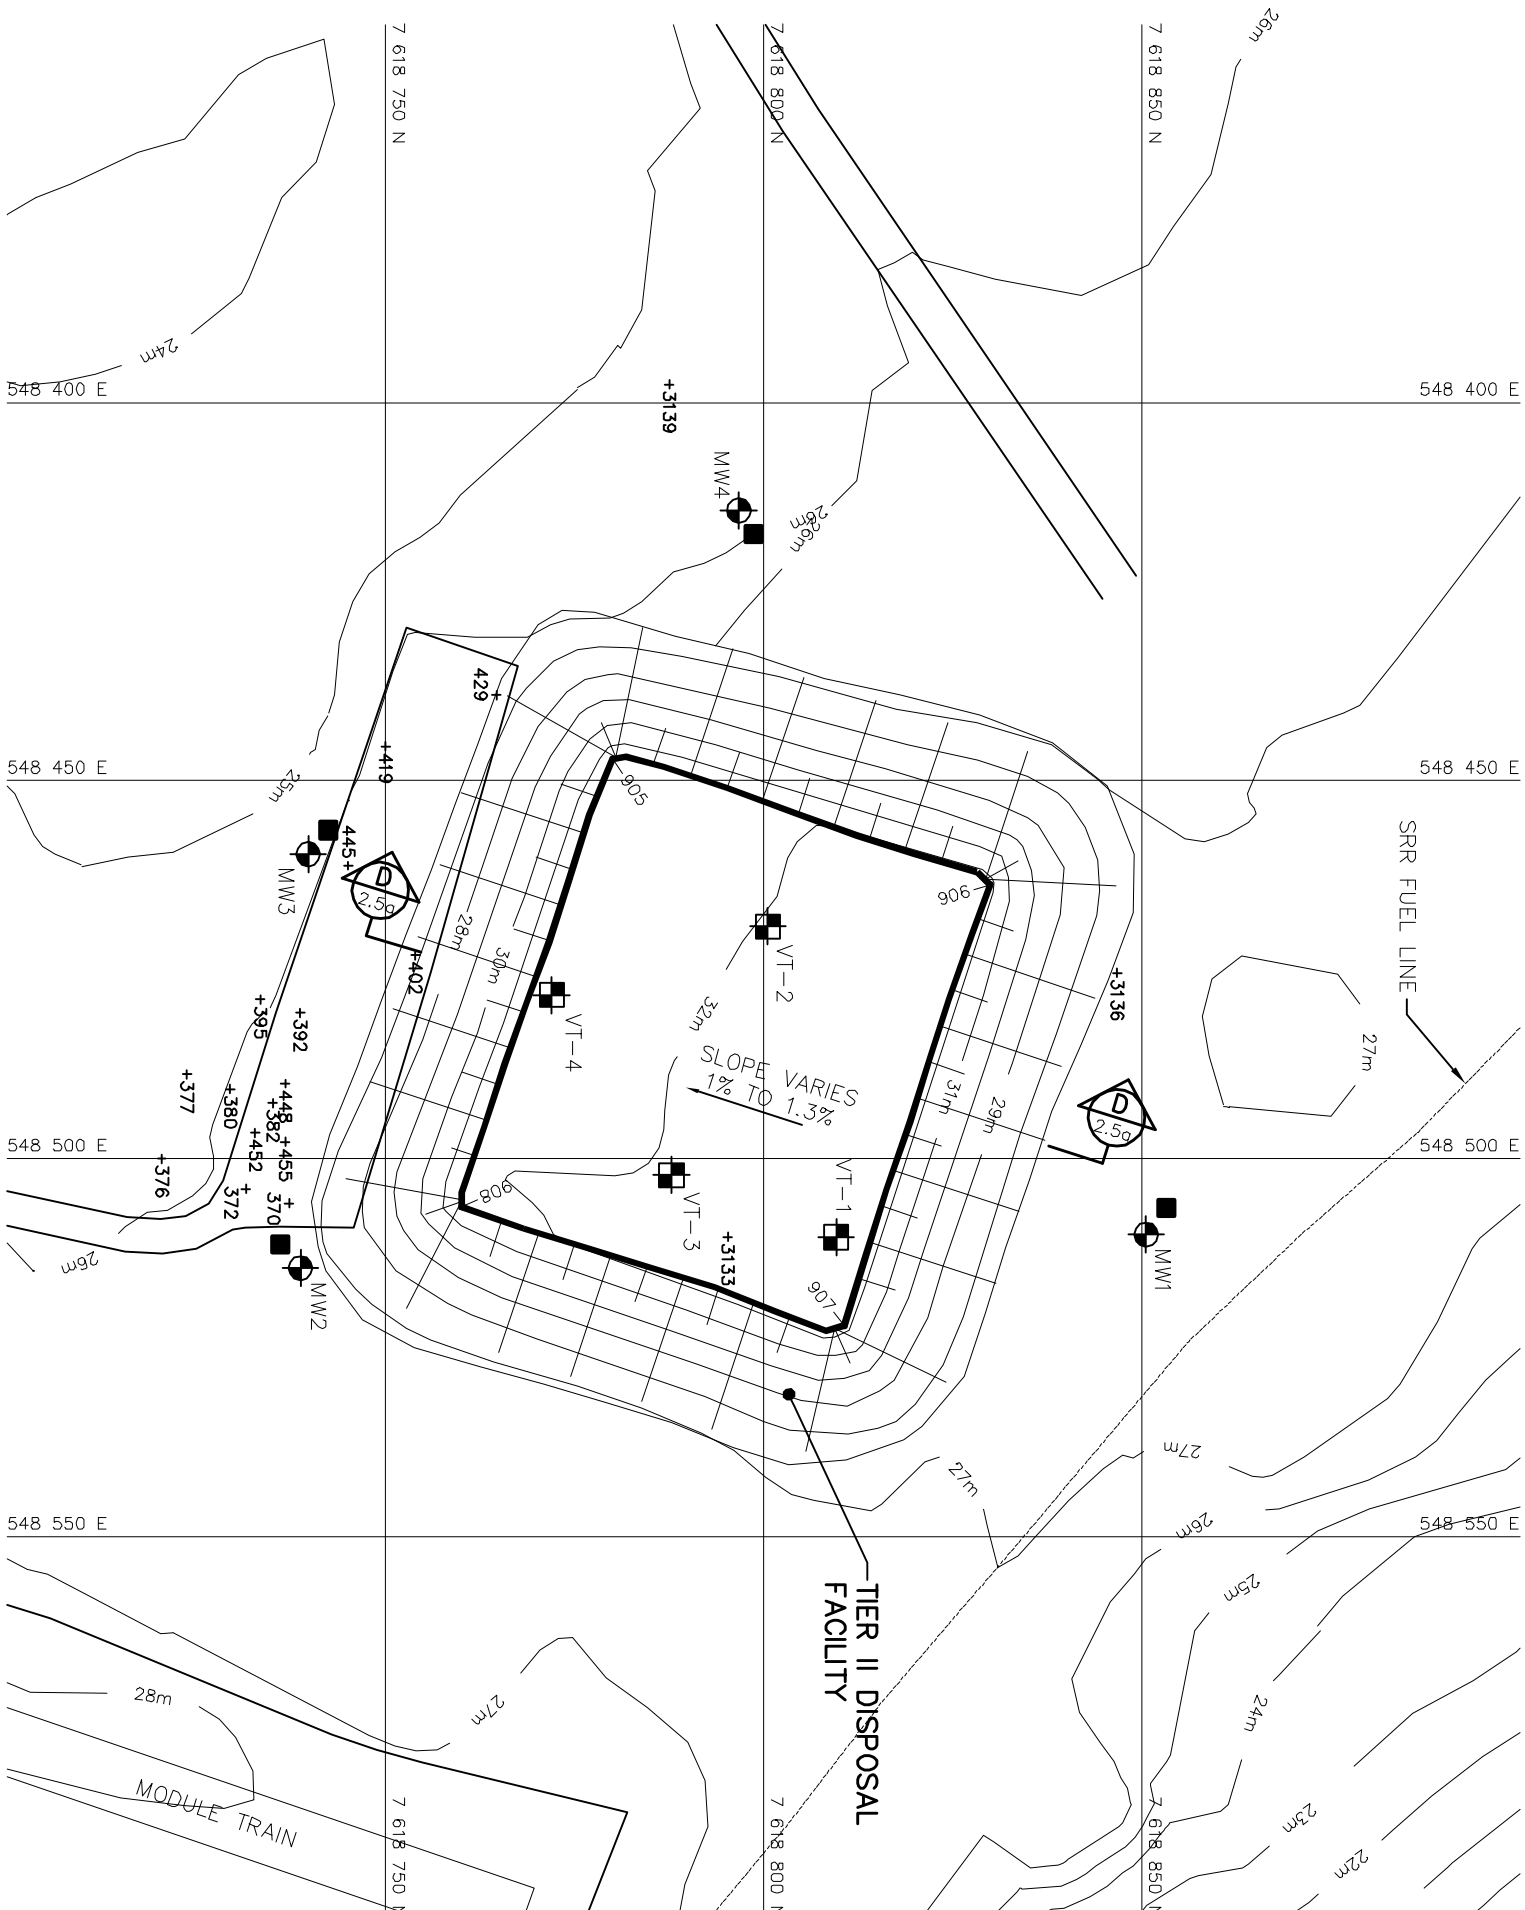 26m
7 618 750 N
7 618 800 N
7 618 850 N
24m
548 400 E
548 400 E
+3139
MW4
26m
26m
429
+
+419
548 450 E
548 450 E
25m
905
SRR FUEL LINE
445+
MW3
D
2.5a
906
28m
30m
+402
VT-2
+3136
32m
VT-4
+395
+392
27m
SLOPE VARIES
1% TO 1.3%
31m
29m
D
2.5a
+377
+380
+448
+382
+452
+455
+376
548 500 E
548 500 E
372
+
370
+
908
VT-3
VT-1
+3133
MW1
26m
MW2
907
27m
27m
548 550 E
548 550 E
26m
25m
TIER II DISPOSAL
FACILITY
28m
27m
24m
MODULE TRAIN
23m
22m
7 618 750 N
7 618 800 N
7 618 850 N